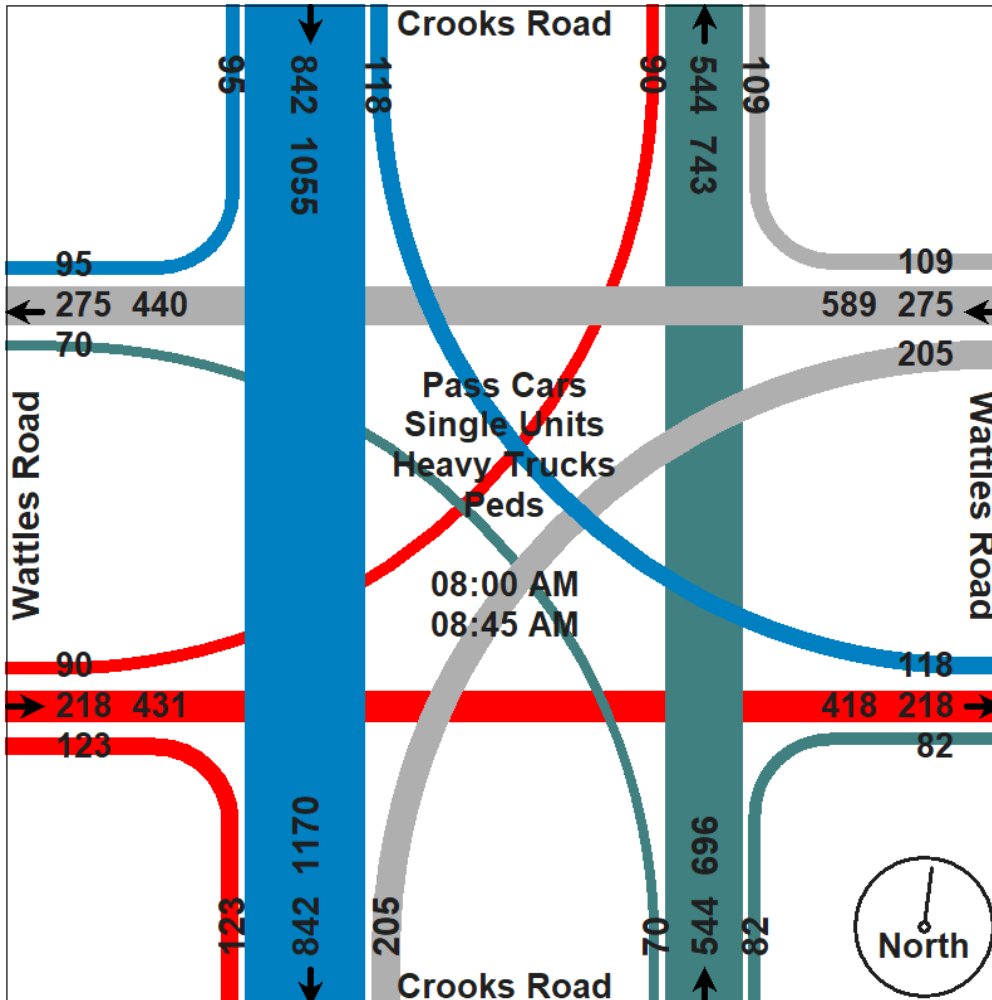 Crooks Road
95
842 1055
118
90
544 743
109
95
109
275 440
589 275
70
205
Pass Cars
Single Units
Heavy Trucks
Peds
Wattles Road
Wattles Road
08:00 AM
08:45 AM
90
118
218 431
418 218
123
82
123
842 1170
205
70
544 696
82
North
Crooks Road